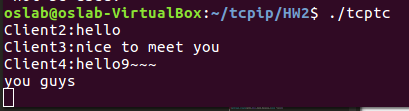 oslab@oslab-VirtualBox:~/tcpip/HW2$ ./tcptc
Client2:hello
Client3:nice to meet you
Client4:hello9~~~
you guys